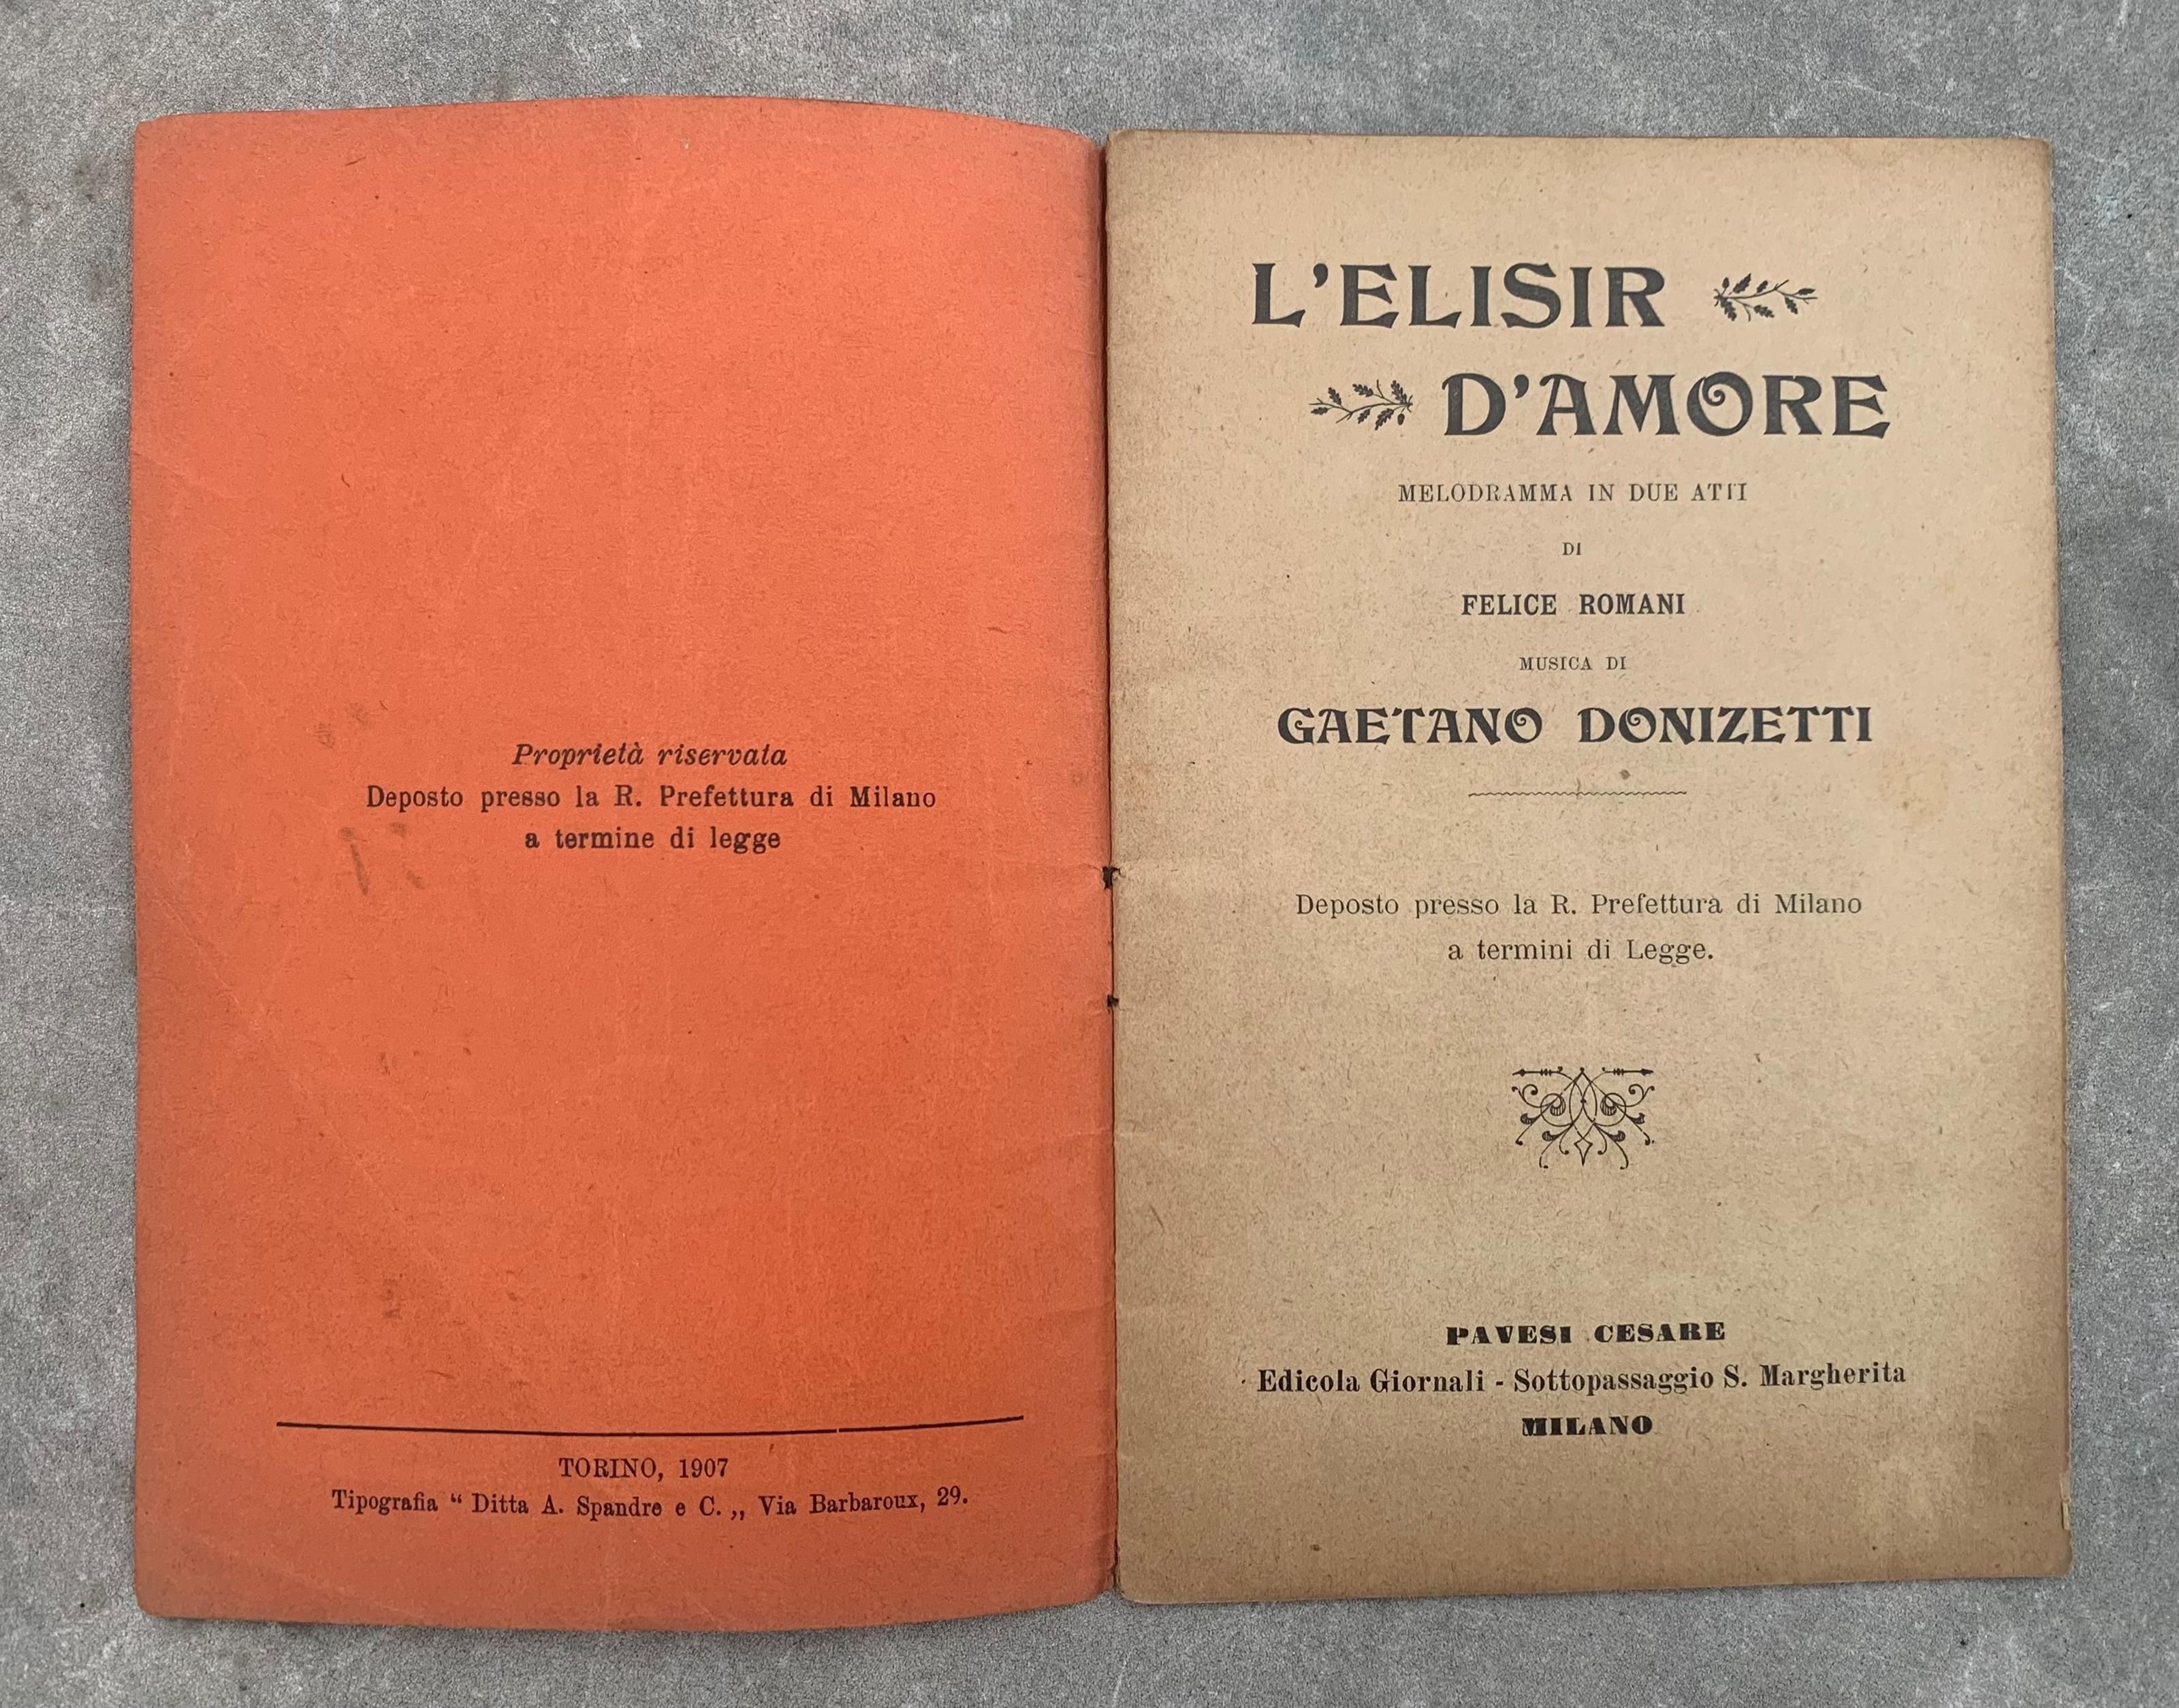 Proprietà riservata
Deposto presso la R. Prefettura di Milano
a termine di legge
TORINO, 1907
Tipografia “ Ditta A. Spandre e C. „ Via Barbaroux, 29.
L'ELISIR
D'AMORE
MELODRAMMA IN DUE ATTI
DI
FELICE ROMANI
MUSICA DI
GAETANO DONIZETTI
Deposto presso la R. Prefettura di Milano
a termini di Legge.
PAVESI CESARE
Edicola Giornali - Sottopassaggio S. Margherita
MILANO